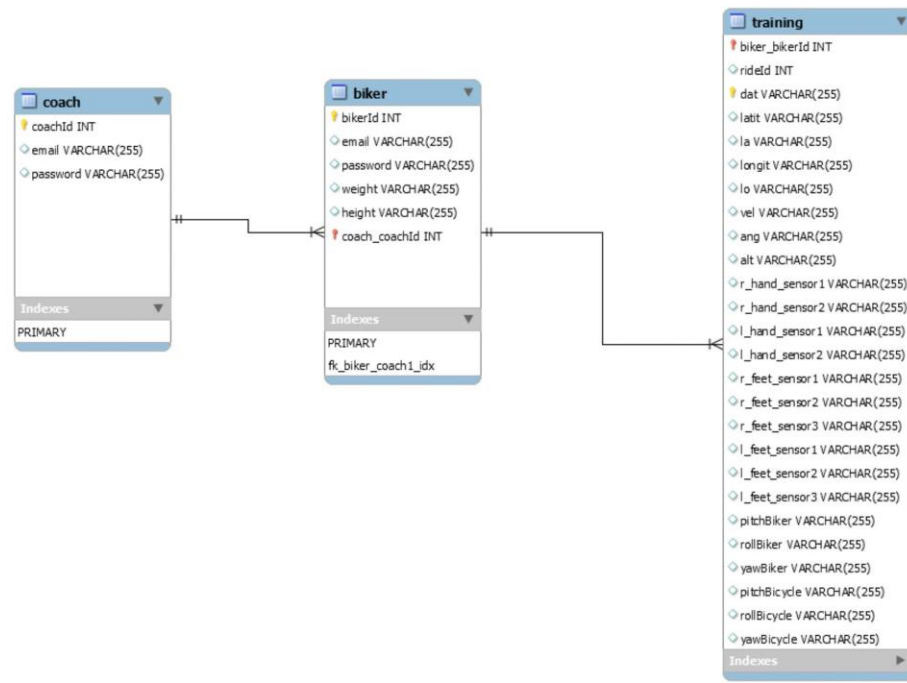 coach
coachId INT
email VARCHAR(255)
password VARCHAR(255)
Indexes
PRIMARY
biker
bikerId INT
email VARCHAR(255)
password VARCHAR(255)
weight VARCHAR(255)
height VARCHAR(255)
coach_coachId INT
Indexes
PRIMARY
fk_biker_coach1_idx
training
biker_bikerId INT
rideId INT
dat VARCHAR(255)
latit VARCHAR(255)
la VARCHAR(255)
longit VARCHAR(255)
lo VARCHAR(255)
vel VARCHAR(255)
ang VARCHAR(255)
alt VARCHAR(255)
r_hand_sensor1 VARCHAR(255)
r_hand_sensor2 VARCHAR(255)
l_hand_sensor1 VARCHAR(255)
l_hand_sensor2 VARCHAR(255)
r_feet_sensor1 VARCHAR(255)
r_feet_sensor2 VARCHAR(255)
r_feet_sensor3 VARCHAR(255)
l_feet_sensor1 VARCHAR(255)
l_feet_sensor2 VARCHAR(255)
l_feet_sensor3 VARCHAR(255)
pitchBiker VARCHAR(255)
rollBiker VARCHAR(255)
yawBiker VARCHAR(255)
pitchBicycle VARCHAR(255)
rollBicycle VARCHAR(255)
yawBicycle VARCHAR(255)
Indexes